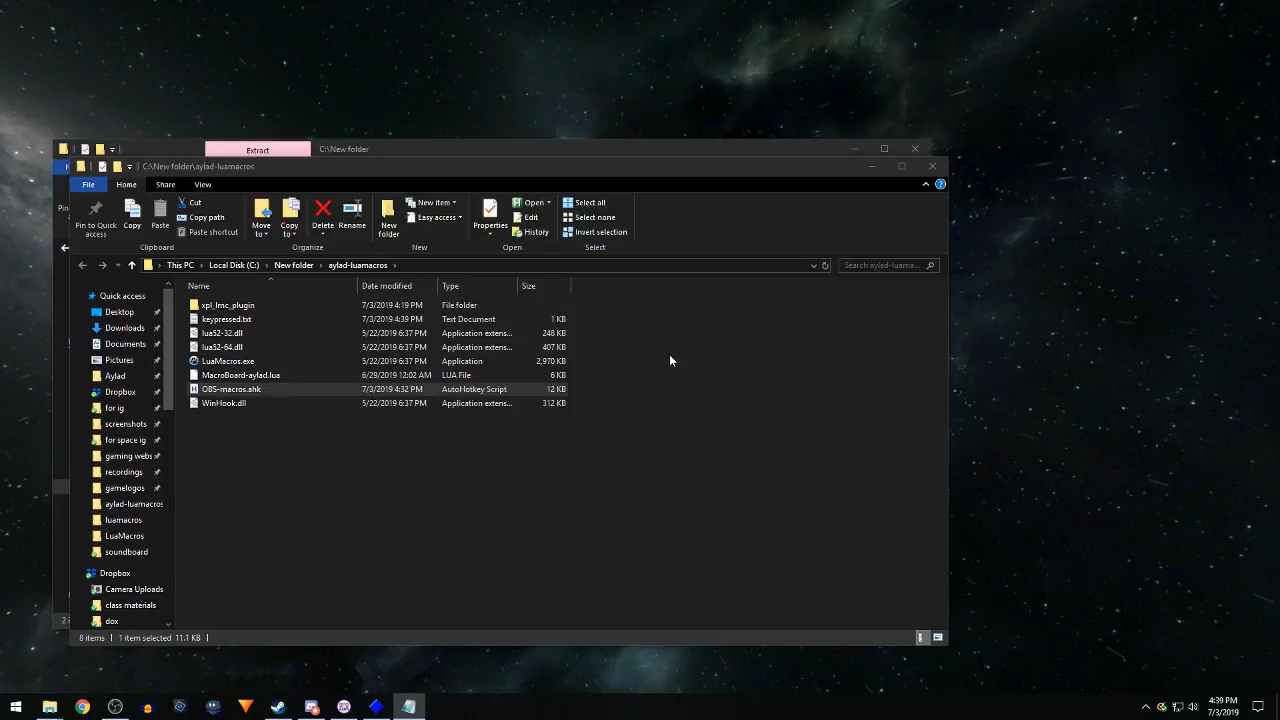 Extract C:\New folder
C:\New folder\aylad-luamacros
File Home Share View
Pin to Quick access Copy Paste Cut Copy path Paste shortcut Move to Copy to Delete Rename New folder New item Easy access Properties Open Edit History Select all Select none Invert selection
Clipboard Organize New Open Select
This PC Local Disk (C:) New folder aylad-luamacros Search aylad-luama...
Name Date modified Type Size
xpl_lmc_plugin 7/3/2019 4:19 PM File folder
keypressed.txt 7/3/2019 4:39 PM Text Document 1 KB
lua52-32.dll 5/22/2019 6:37 PM Application extens... 248 KB
lua52-64.dll 5/22/2019 6:37 PM Application extens... 407 KB
LuaMacros.exe 5/22/2019 6:37 PM Application 2,970 KB
MacroBoard-aylad.lua 6/29/2019 12:02 AM LUA File 6 KB
OBS-macros.ahk 7/3/2019 4:32 PM AutoHotkey Script 12 KB
WinHook.dll 5/22/2019 6:37 PM Application extens... 312 KB
Quick access
Desktop
Downloads
Documents
Pictures
Aylad
Dropbox
for ig
screenshots
for space ig
gaming webs
recordings
gamelogos
aylad-luamacros
luamacros
LuaMacros
soundboard
Dropbox
Camera Uploads
class materials
dox
8 items 1 item selected 11.1 KB
4:39 PM
7/3/2019